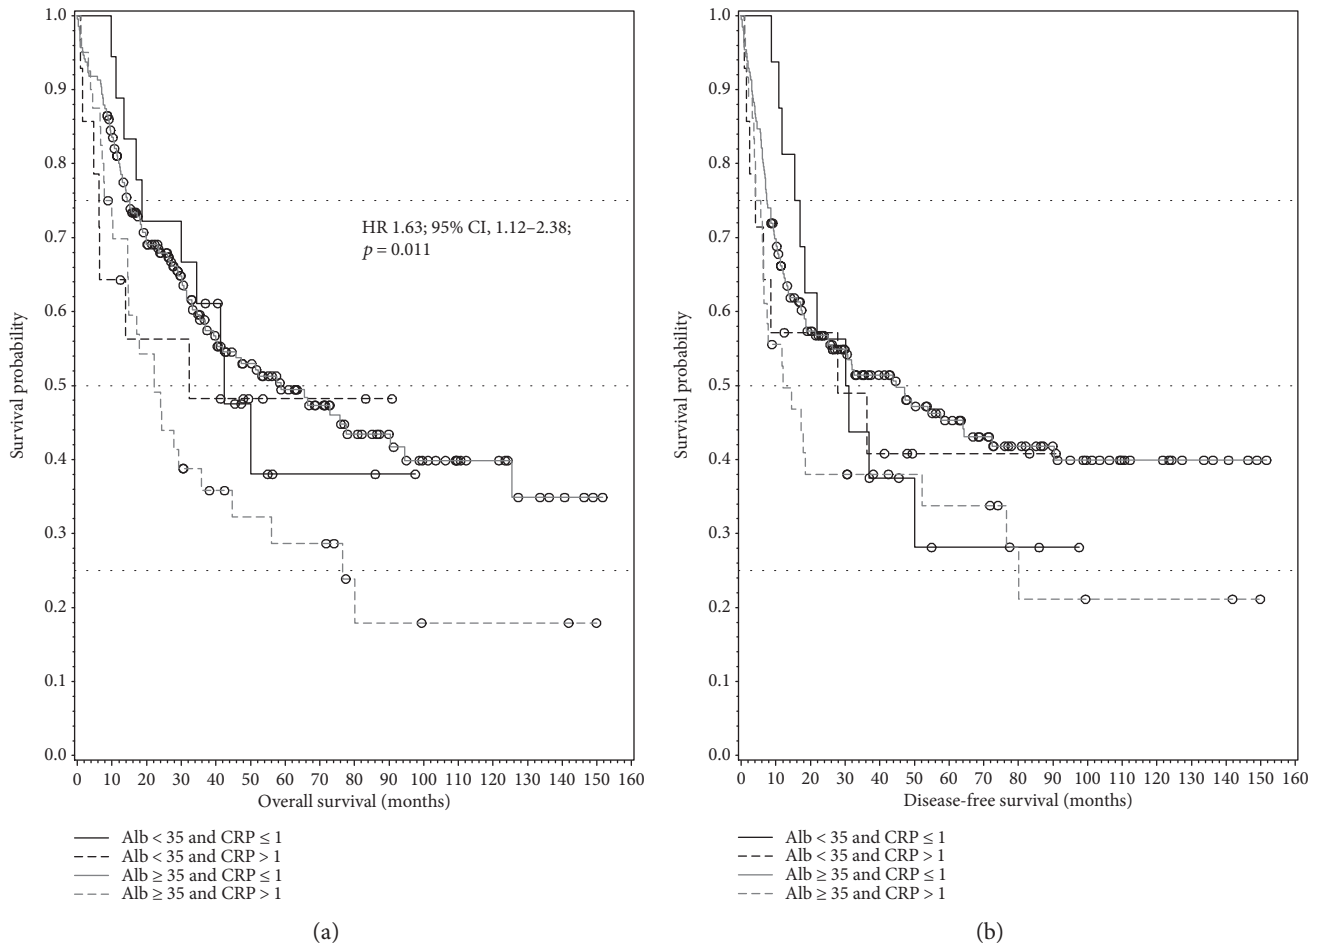 1.0
0.9
0.8
0.7
0.6
0.5
0.4
0.3
0.2
0.1
0.0
Survival probability
HR 1.63; 95% CI, 1.12–2.38;
p = 0.011
0 10 20 30 40 50 60 70 80 90 100 110 120 130 140 150 160
Overall survival (months)
Alb < 35 and CRP ≤ 1
Alb < 35 and CRP > 1
Alb ≥ 35 and CRP ≤ 1
Alb ≥ 35 and CRP > 1
(a)
1.0
0.9
0.8
0.7
0.6
0.5
0.4
0.3
0.2
0.1
0.0
Survival probability
0 10 20 30 40 50 60 70 80 90 100 110 120 130 140 150 160
Disease-free survival (months)
Alb < 35 and CRP ≤ 1
Alb < 35 and CRP > 1
Alb ≥ 35 and CRP ≤ 1
Alb ≥ 35 and CRP > 1
(b)